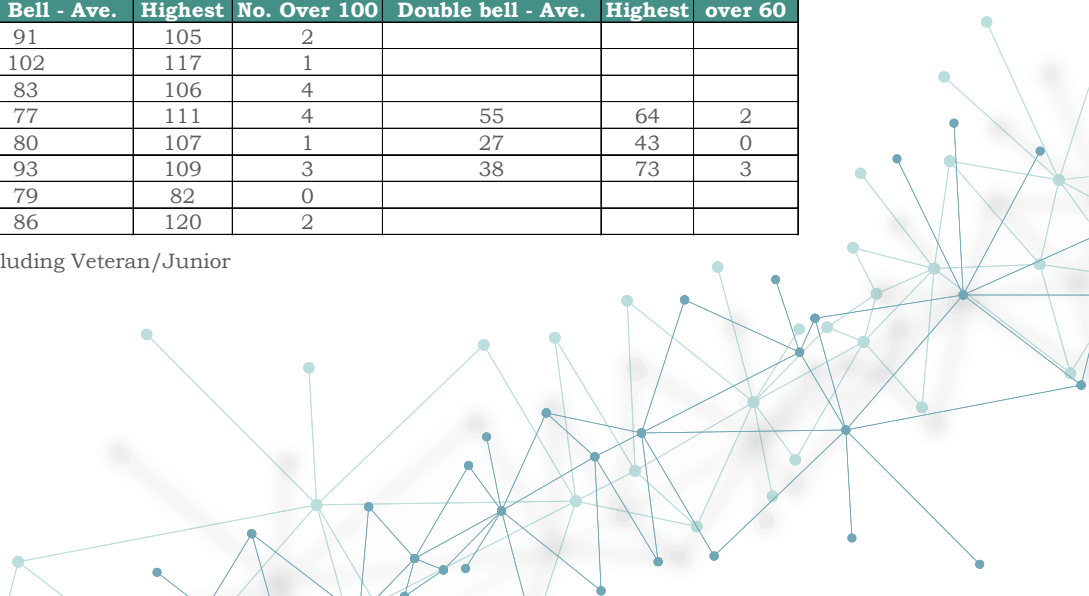 Bell - Ave. Highest No. Over 100 Double bell - Ave. Highest over 60
91 105 2
102 117 1
83 106 4
77 111 4 55 64 2
80 107 1 27 43 0
93 109 3 38 73 3
79 82 0
86 120 2
luding Veteran/Junior